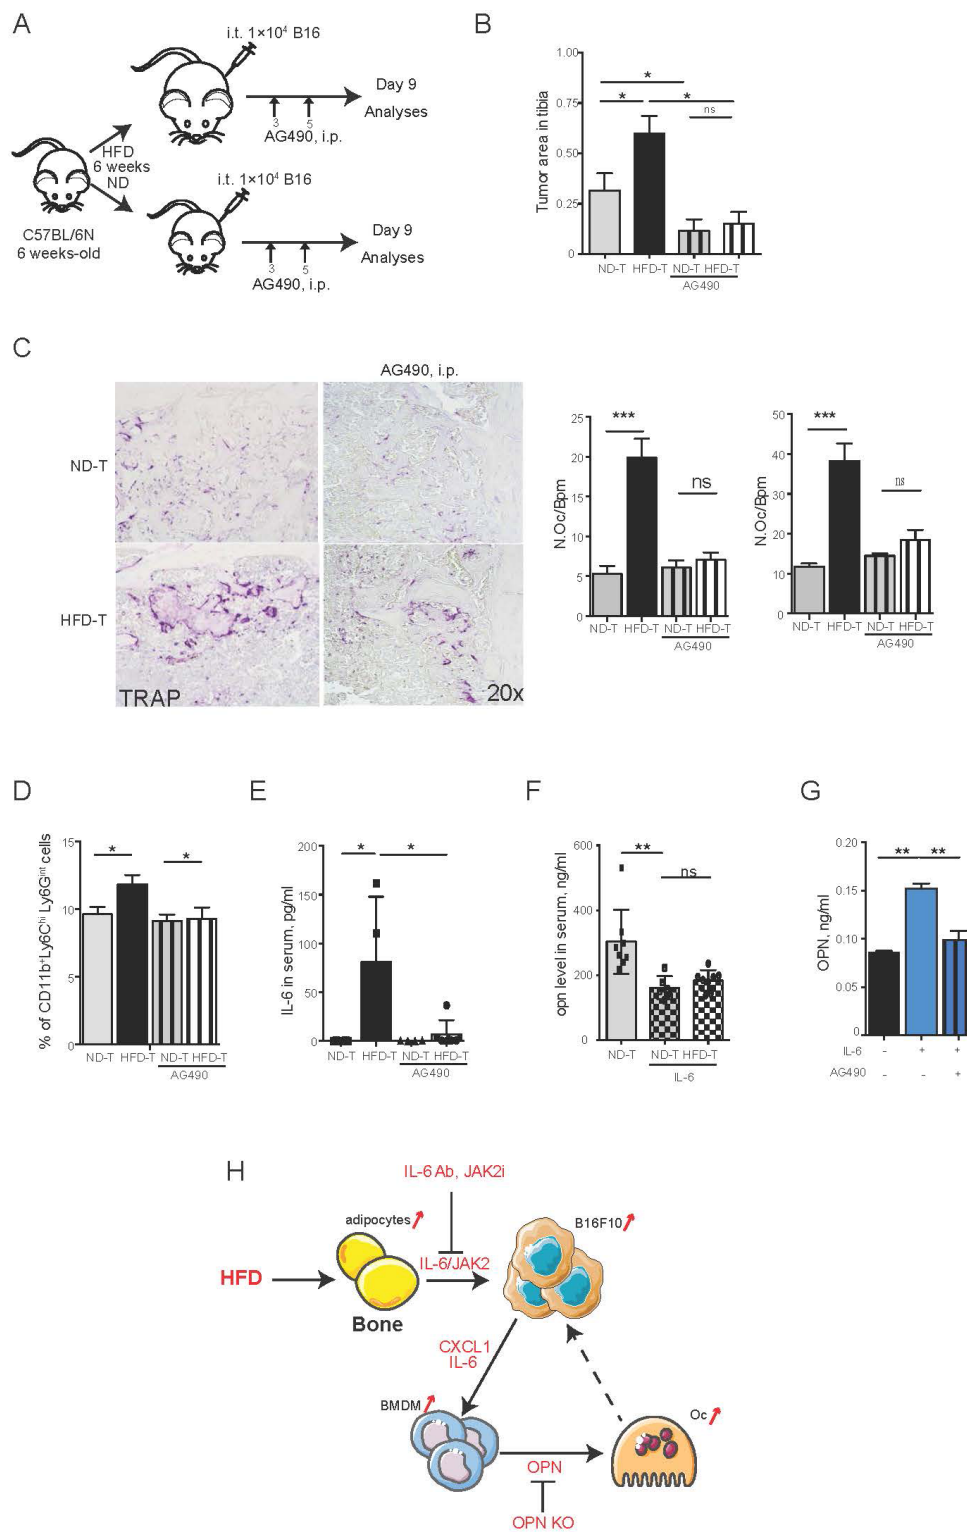 A
i.t. 1×10⁴ B16
Day 9
Analyses
3
5
AG490, i.p.
HFD
6 weeks
ND
i.t. 1×10⁴ B16
C57BL/6N
6 weeks-old
Day 9
Analyses
3
5
AG490, i.p.
B
Tumor area in tibia
1.00
0.75
0.50
0.25
0
*
*
*
ns
ND-T
HFD-T
ND-T
HFD-T
AG490
C
AG490, i.p.
ND-T
HFD-T
TRAP
20x
N.Oc/Bpm
25
20
15
10
5
0
***
ns
ND-T
HFD-T
ND-T
HFD-T
AG490
N.Oc/Bpm
50
40
30
20
10
0
***
ns
ND-T
HFD-T
ND-T
HFD-T
AG490
D
% of CD11b⁺Ly6Cʰⁱ Ly6Gⁱⁿᵗ cells
15
10
5
0
*
*
ND-T
HFD-T
ND-T
HFD-T
AG490
E
IL-6 in serum, pg/ml
200
150
100
50
0
*
*
ND-T
HFD-T
ND-T
HFD-T
AG490
F
opn level in serum, ng/ml
600
400
200
0
**
ns
ND-T
ND-T
HFD-T
IL-6
G
OPN, ng/ml
0.20
0.15
0.10
0.05
0
**
**
IL-6 - + +
AG490 - - +
H
IL-6 Ab, JAK2i
adipocytes
B16F10
HFD
IL-6/JAK2
Bone
CXCL1
IL-6
BMDM
Oc
OPN
OPN KO